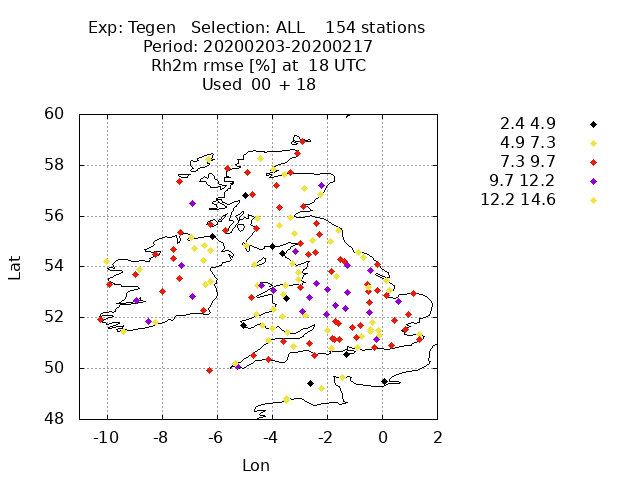 Exp: Tegen Selection: ALL 154 stations
Period: 20200203-20200217
Rh2m rmse [%] at 18 UTC
Used 00 + 18
2.4 4.9
4.9 7.3
7.3 9.7
9.7 12.2
12.2 14.6
60
58
56
54
52
50
48
Lat
-10 -8 -6 -4 -2 0 2
Lon